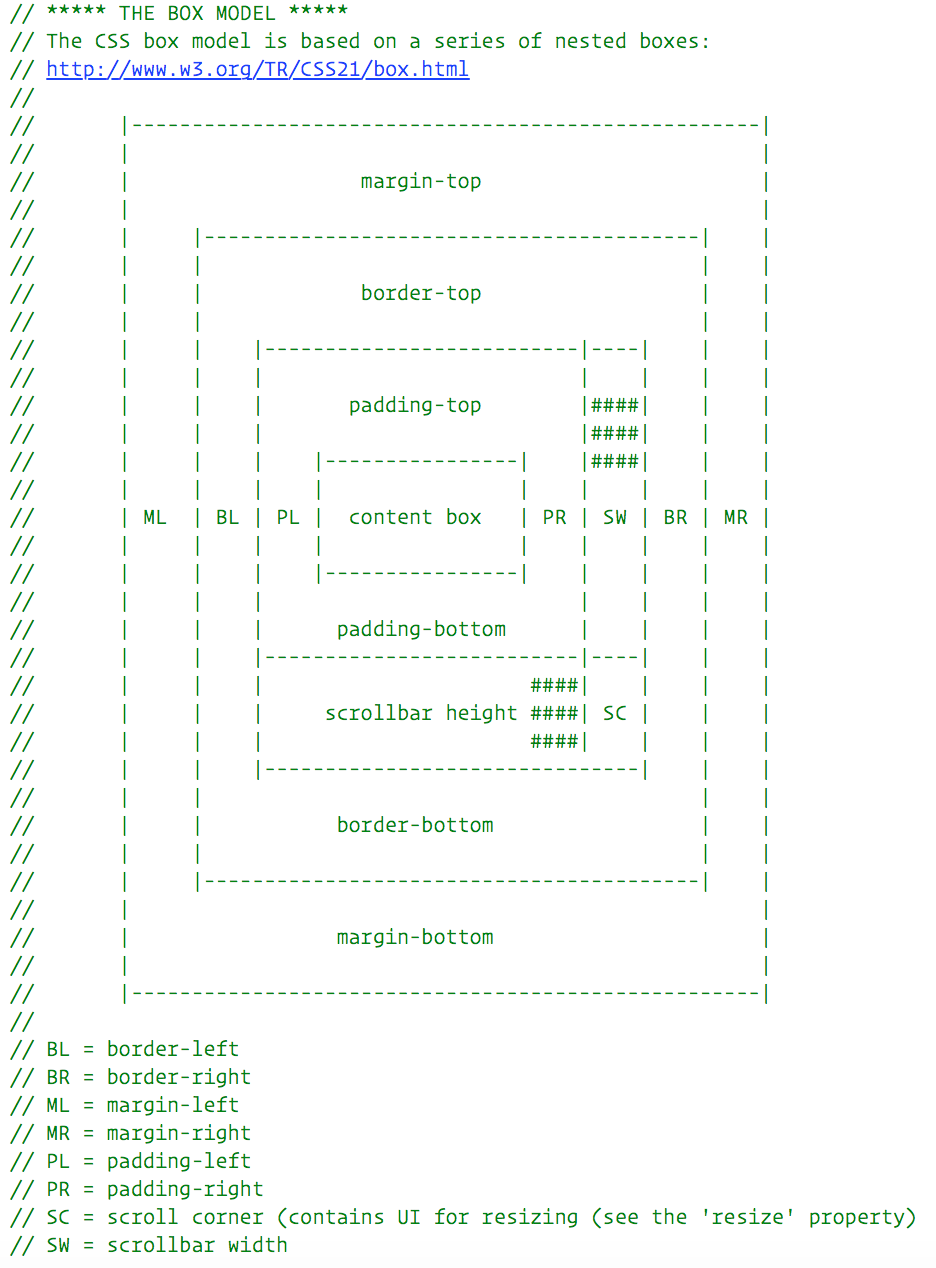 // ***** THE BOX MODEL *****
// The CSS box model is based on a series of nested boxes:
// http://www.w3.org/TR/CSS21/box.html
//
//       |----------------------------------------------------|
//       |                                                    |
//       |                   margin-top                       |
//       |                                                    |
//       |     |-----------------------------------------|    |
//       |     |                                         |    |
//       |     |             border-top                  |    |
//       |     |                                         |    |
//       |     |    |--------------------------|----|    |    |
//       |     |    |                          |    |    |    |
//       |     |    |       padding-top        |####|    |    |
//       |     |    |                          |####|    |    |
//       |     |    |    |----------------|    |####|    |    |
//       |     |    |    |                |    |    |    |    |
//       | ML  | BL | PL |  content box   | PR | SW | BR | MR |
//       |     |    |    |                |    |    |    |    |
//       |     |    |    |----------------|    |    |    |    |
//       |     |    |                          |    |    |    |
//       |     |    |      padding-bottom      |    |    |    |
//       |     |    |--------------------------|----|    |    |
//       |     |    |                      ####|    |    |    |
//       |     |    |     scrollbar height ####| SC |    |    |
//       |     |    |                      ####|    |    |    |
//       |     |    |-------------------------------|    |    |
//       |     |                                         |    |
//       |     |           border-bottom                 |    |
//       |     |                                         |    |
//       |     |-----------------------------------------|    |
//       |                                                    |
//       |                 margin-bottom                      |
//       |                                                    |
//       |----------------------------------------------------|
//
// BL = border-left
// BR = border-right
// ML = margin-left
// MR = margin-right
// PL = padding-left
// PR = padding-right
// SC = scroll corner (contains UI for resizing (see the 'resize' property)
// SW = scrollbar width